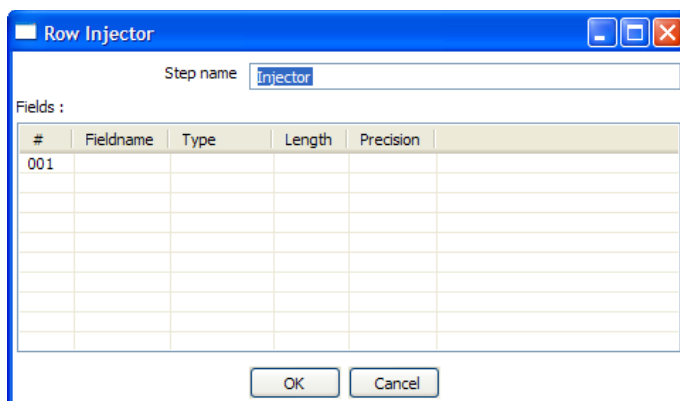 Row Injector
Step name Injector
Fields :
# Fieldname Type Length Precision
001
OK Cancel